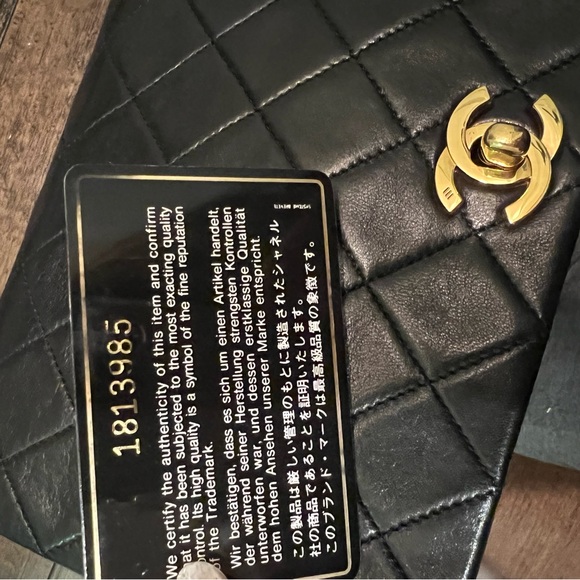 1813985
We certify the authenticity of this item and confirm
at it has been subjected to the most exacting quality
ontrol. Its high quality is a symbol of the fine reputation
of the Trademark.
Wir bestätigen, dass es sich um einen Artikel handelt,
der während seiner Herstellung strengsten Kontrollen
unterworfen war, und dessen erstklassige Qualität
dem hohen Ansehen unserer Marke entspricht.
この製品は厳しい管理のもとに製造されたシャネル
社の商品であることを証明いたします。
このブランド・マークは最高級品質の象徴です。